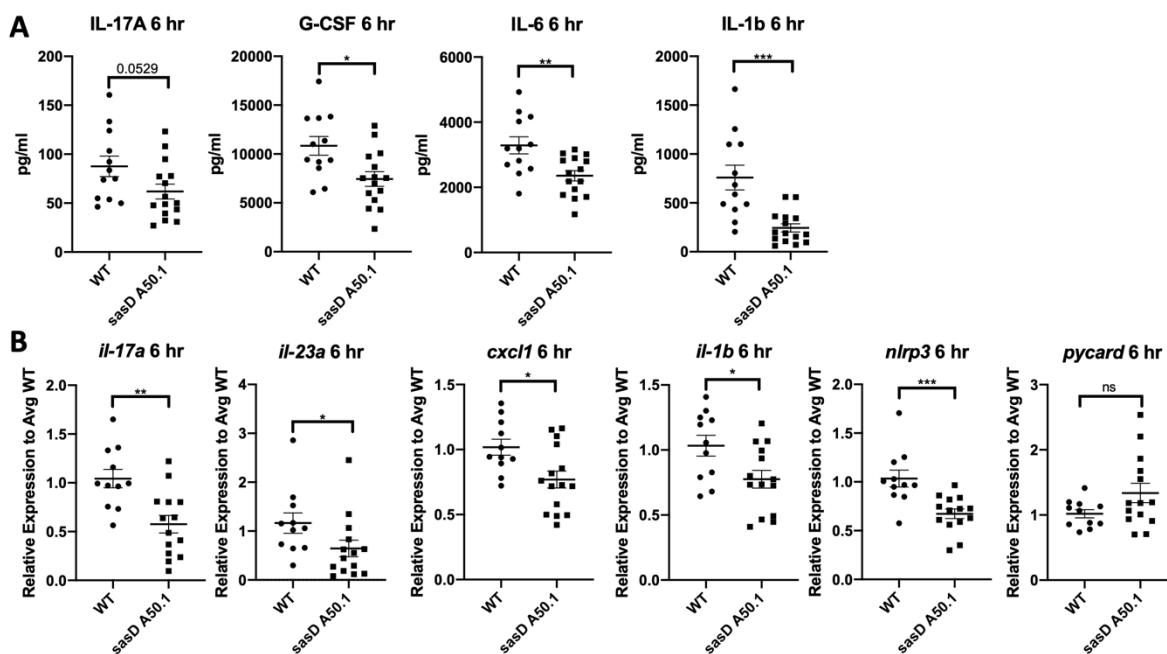 A
IL-17A 6 hr
G-CSF 6 hr
IL-6 6 hr
IL-1b 6 hr
pg/ml
200
150
100
50
0
0.0529
WT
sasD A50.1
pg/ml
20000
15000
10000
5000
0
*
WT
sasD A50.1
pg/ml
6000
4000
2000
0
**
WT
sasD A50.1
pg/ml
2000
1500
1000
500
0
***
WT
sasD A50.1
B
il-17a 6 hr
il-23a 6 hr
cxcl1 6 hr
il-1b 6 hr
nlrp3 6 hr
pycard 6 hr
Relative Expression to Avg WT
2.0
1.5
1.0
0.5
0.0
**
WT
sasD A50.1
Relative Expression to Avg WT
4
3
2
1
0
*
WT
sasD A50.1
Relative Expression to Avg WT
1.5
1.0
0.5
0.0
*
WT
sasD A50.1
Relative Expression to Avg WT
1.5
1.0
0.5
0.0
*
WT
sasD A50.1
Relative Expression to Avg WT
2.0
1.5
1.0
0.5
0.0
***
WT
sasD A50.1
Relative Expression to Avg WT
3
2
1
0
ns
WT
sasD A50.1